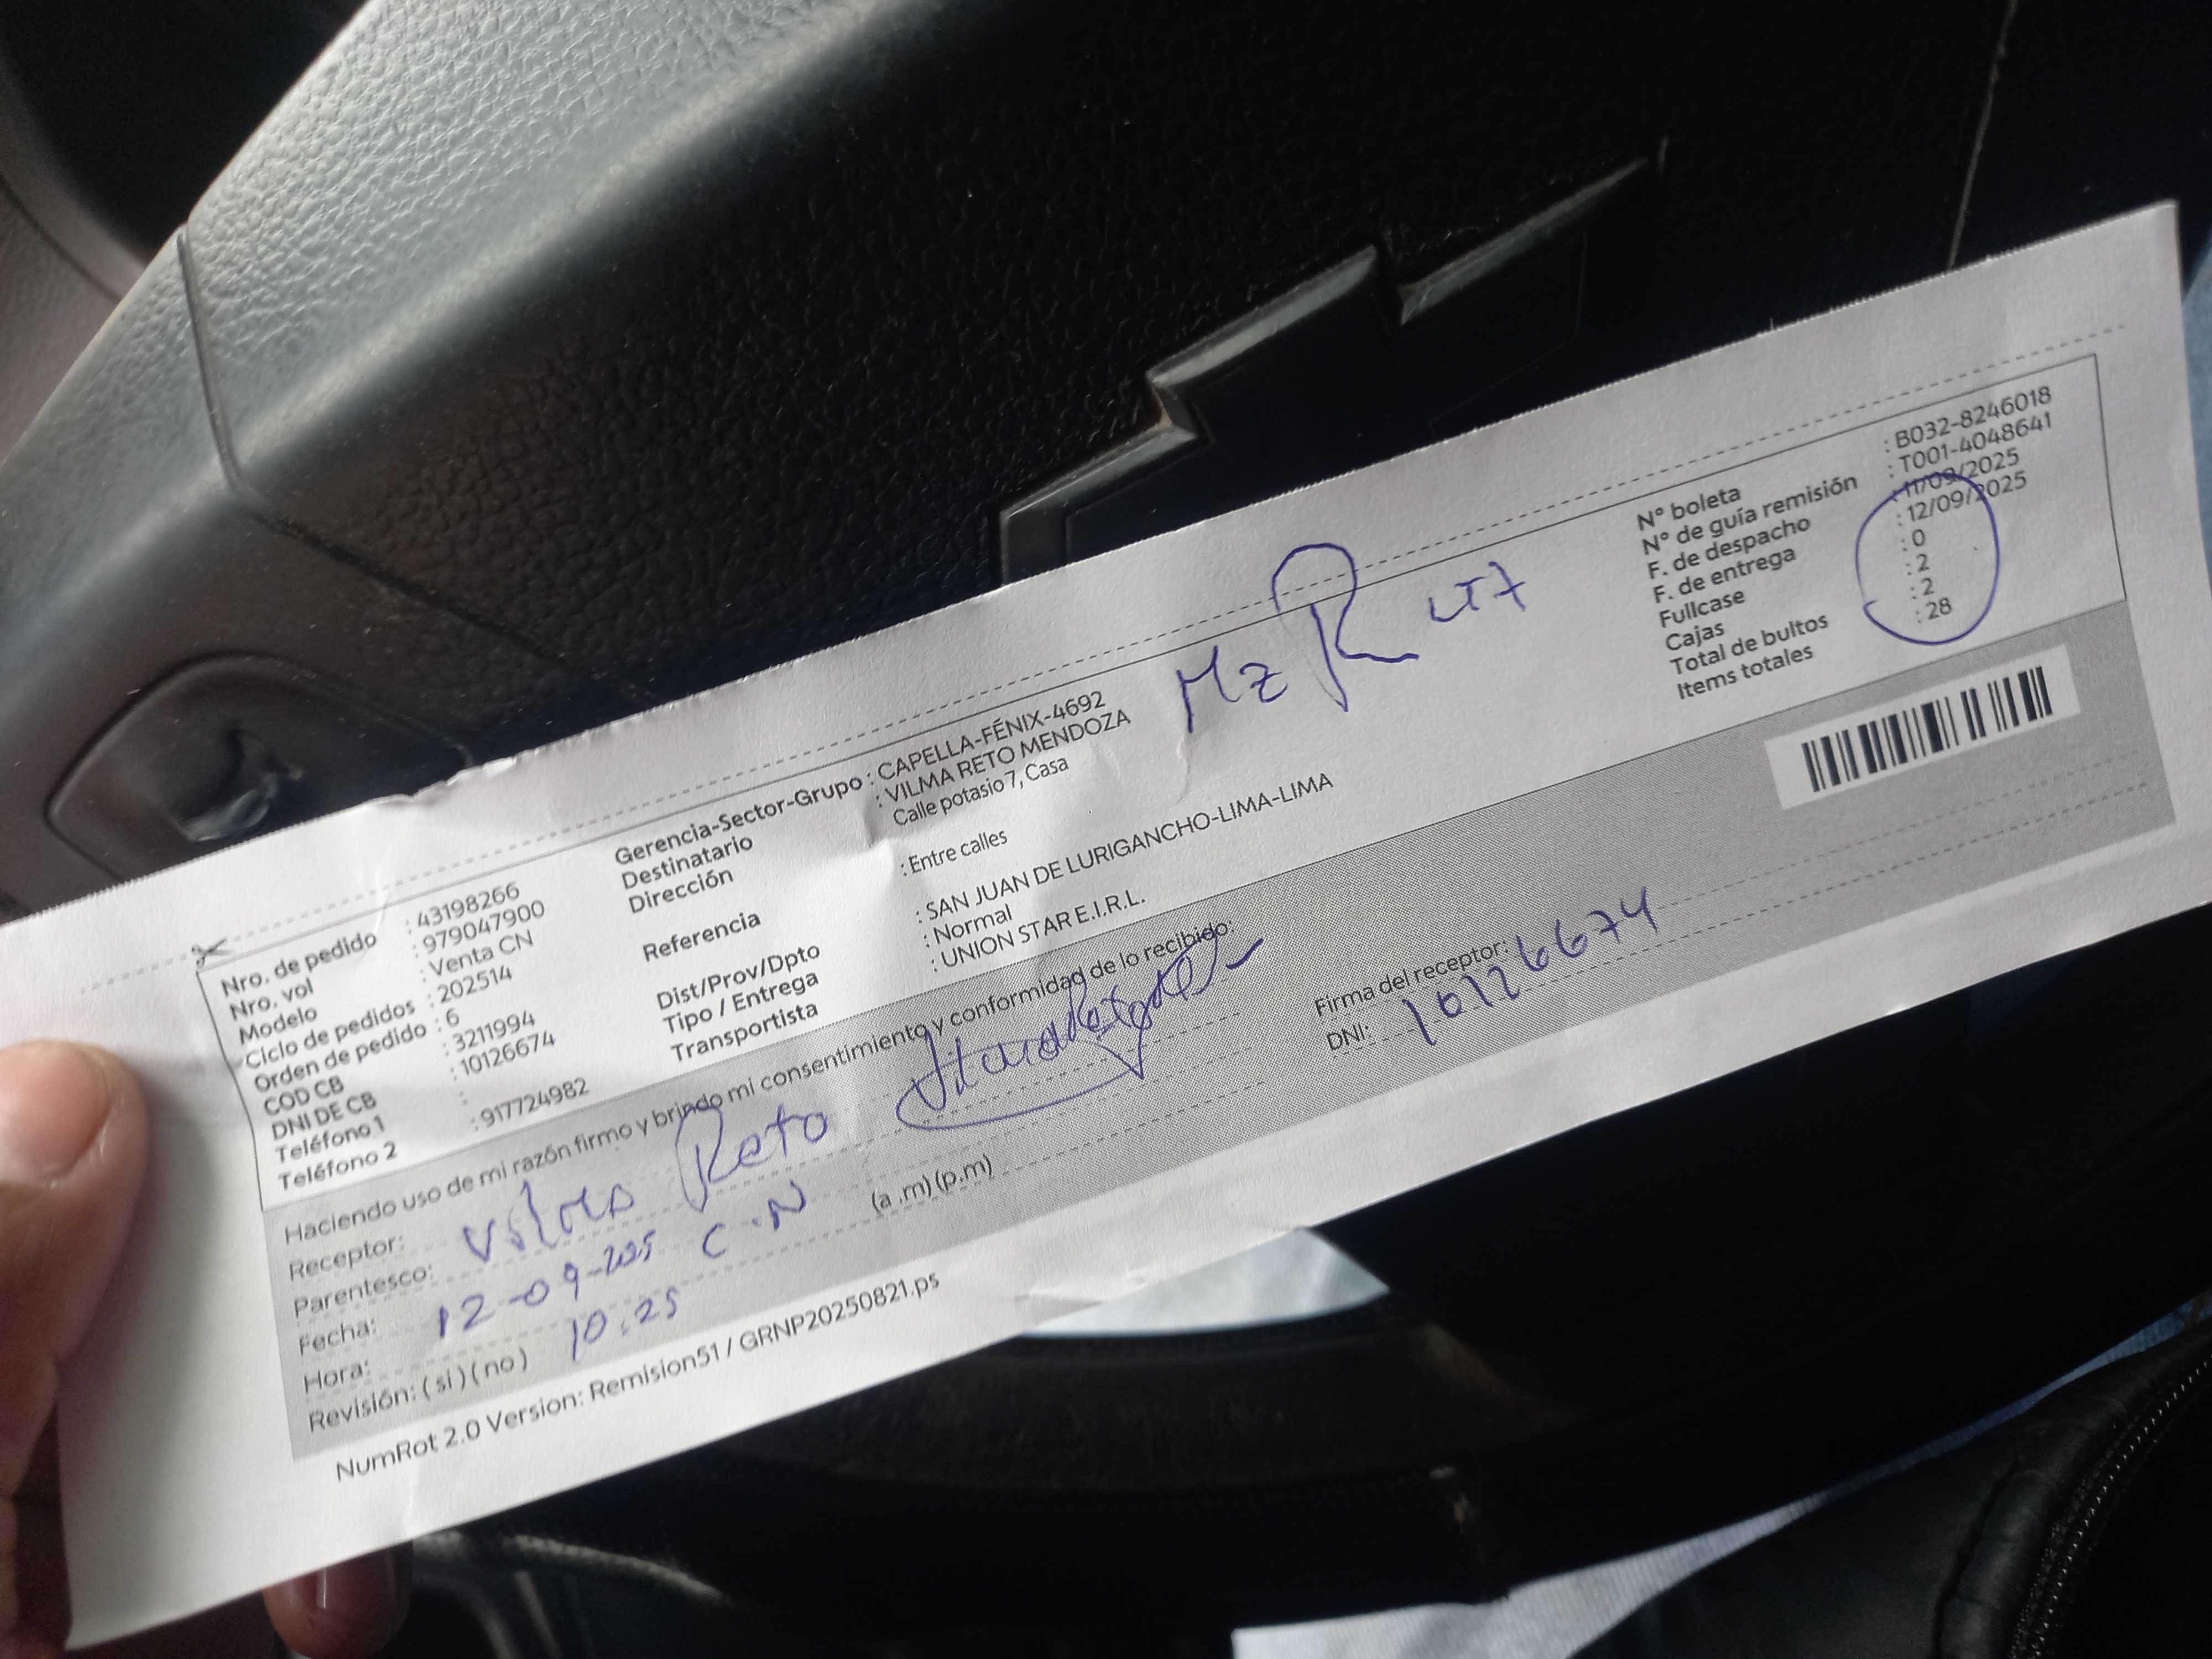 Nro. de pedido : 43198266
Nro. vol : 979047900
Modelo : Venta CN
Ciclo de pedidos : 202514
Orden de pedido : 6
COD CB : 3211994
DNI DE CB : 10126674
Teléfono 1 :
Teléfono 2 : 917724982
Gerencia-Sector-Grupo : CAPELLA-FÉNIX-4692
Destinatario : VILMA RETO MENDOZA
Dirección Calle potasio 7, Casa
Referencia : Entre calles
Dist/Prov/Dpto : SAN JUAN DE LURIGANCHO-LIMA-LIMA
Tipo / Entrega : Normal
Transportista : UNION STAR E.I.R.L.
Mz R LT 7
Nº boleta : B032-8246018
Nº de guía remisión : T001-4048641
F. de despacho : 11/09/2025
F. de entrega : 12/09/2025
Fullcase : 0
Cajas : 2
Total de bultos : 2
Items totales : 28
Haciendo uso de mi razón firmo y brindo mi consentimiento y conformidad de lo recibido:
Receptor: Vilma Reto
Parentesco: C.N
Fecha: 12-09-205
Hora: 10:25 (a .m) (p.m)
Revisión: ( si ) ( no )
Firma del receptor:
DNI: 10126674
NumRot 2.0 Version: Remision51 / GRNP20250821.ps